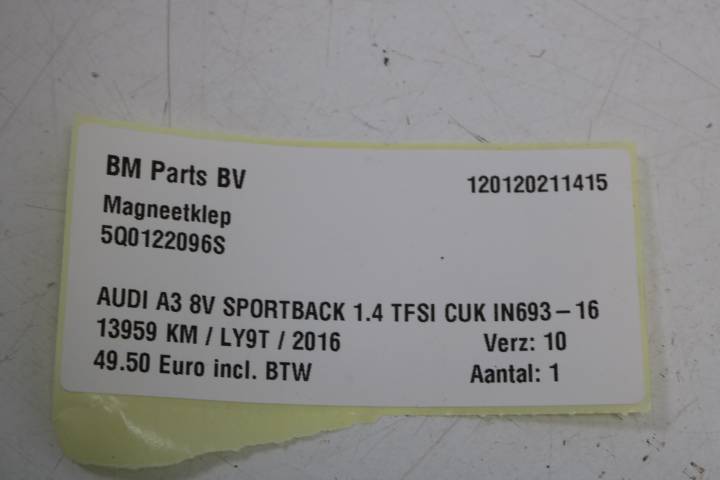 BM Parts BV 120120211415
Magneetklep
5Q0122096S
AUDI A3 8V SPORTBACK 1.4 TFSI CUK IN693-16
13959 KM / LY9T / 2016 Verz: 10
49.50 Euro incl. BTW Aantal: 1